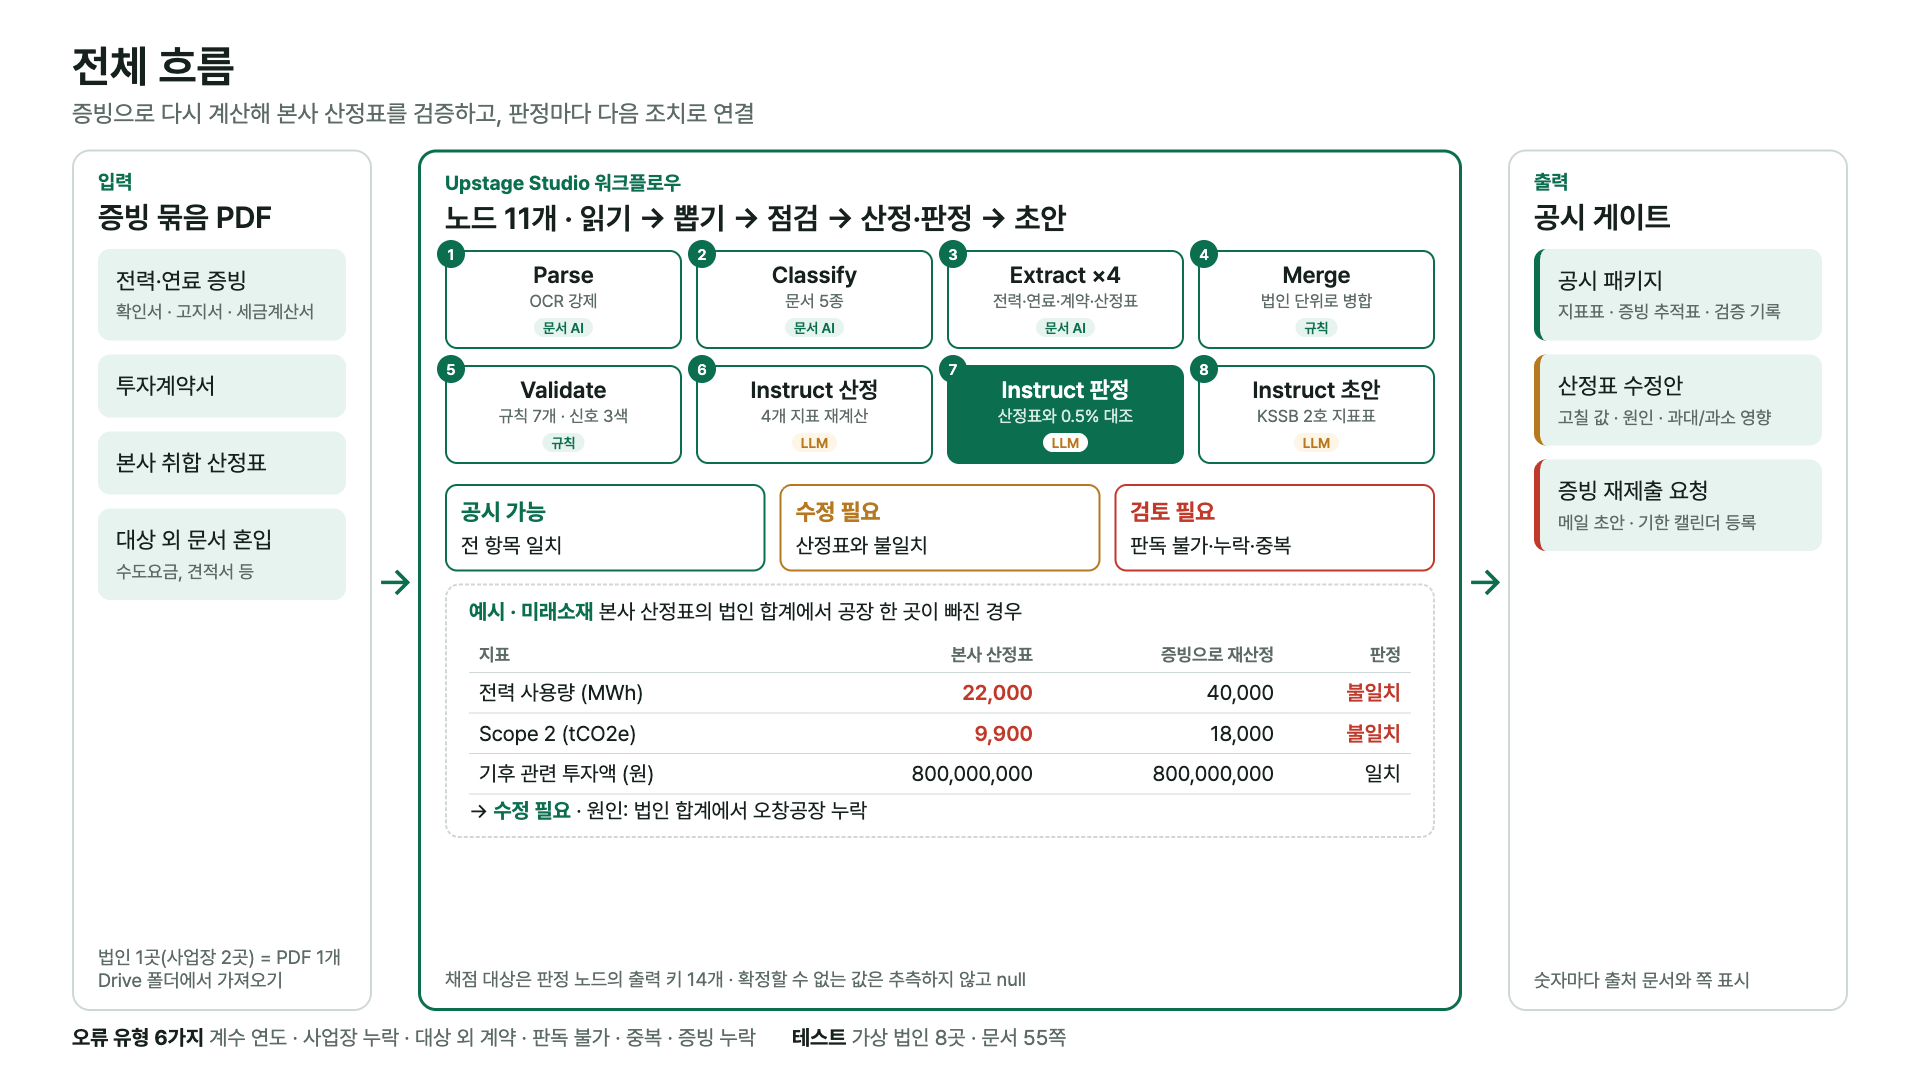 전체 흐름
증빙으로 다시 계산해 본사 산정표를 검증하고, 판정마다 다음 조치로 연결
입력
증빙 묶음 PDF
전력·연료 증빙
확인서 · 고지서 · 세금계산서
투자계약서
본사 취합 산정표
대상 외 문서 혼입
수도요금, 견적서 등
법인 1곳(사업장 2곳) = PDF 1개
Drive 폴더에서 가져오기
→
Upstage Studio 워크플로우
노드 11개 · 읽기 → 뽑기 → 점검 → 산정·판정 → 초안
1
Parse
OCR 강제
문서 AI
2
Classify
문서 5종
문서 AI
3
Extract ×4
전력·연료·계약·산정표
문서 AI
4
Merge
법인 단위로 병합
규칙
5
Validate
규칙 7개 · 신호 3색
규칙
6
Instruct 산정
4개 지표 재계산
LLM
7
Instruct 판정
산정표와 0.5% 대조
LLM
8
Instruct 초안
KSSB 2호 지표표
LLM
공시 가능
전 항목 일치
수정 필요
산정표와 불일치
검토 필요
판독 불가·누락·중복
예시 · 미래소재 본사 산정표의 법인 합계에서 공장 한 곳이 빠진 경우
지표 본사 산정표 증빙으로 재산정 판정
전력 사용량 (MWh) 22,000 40,000 불일치
Scope 2 (tCO2e) 9,900 18,000 불일치
기후 관련 투자액 (원) 800,000,000 800,000,000 일치
→ 수정 필요 · 원인: 법인 합계에서 오창공장 누락
채점 대상은 판정 노드의 출력 키 14개 · 확정할 수 없는 값은 추측하지 않고 null
→
출력
공시 게이트
공시 패키지
지표표 · 증빙 추적표 · 검증 기록
산정표 수정안
고칠 값 · 원인 · 과대/과소 영향
증빙 재제출 요청
메일 초안 · 기한 캘린더 등록
숫자마다 출처 문서와 쪽 표시
오류 유형 6가지 계수 연도 · 사업장 누락 · 대상 외 계약 · 판독 불가 · 중복 · 증빙 누락 테스트 가상 법인 8곳 · 문서 55쪽